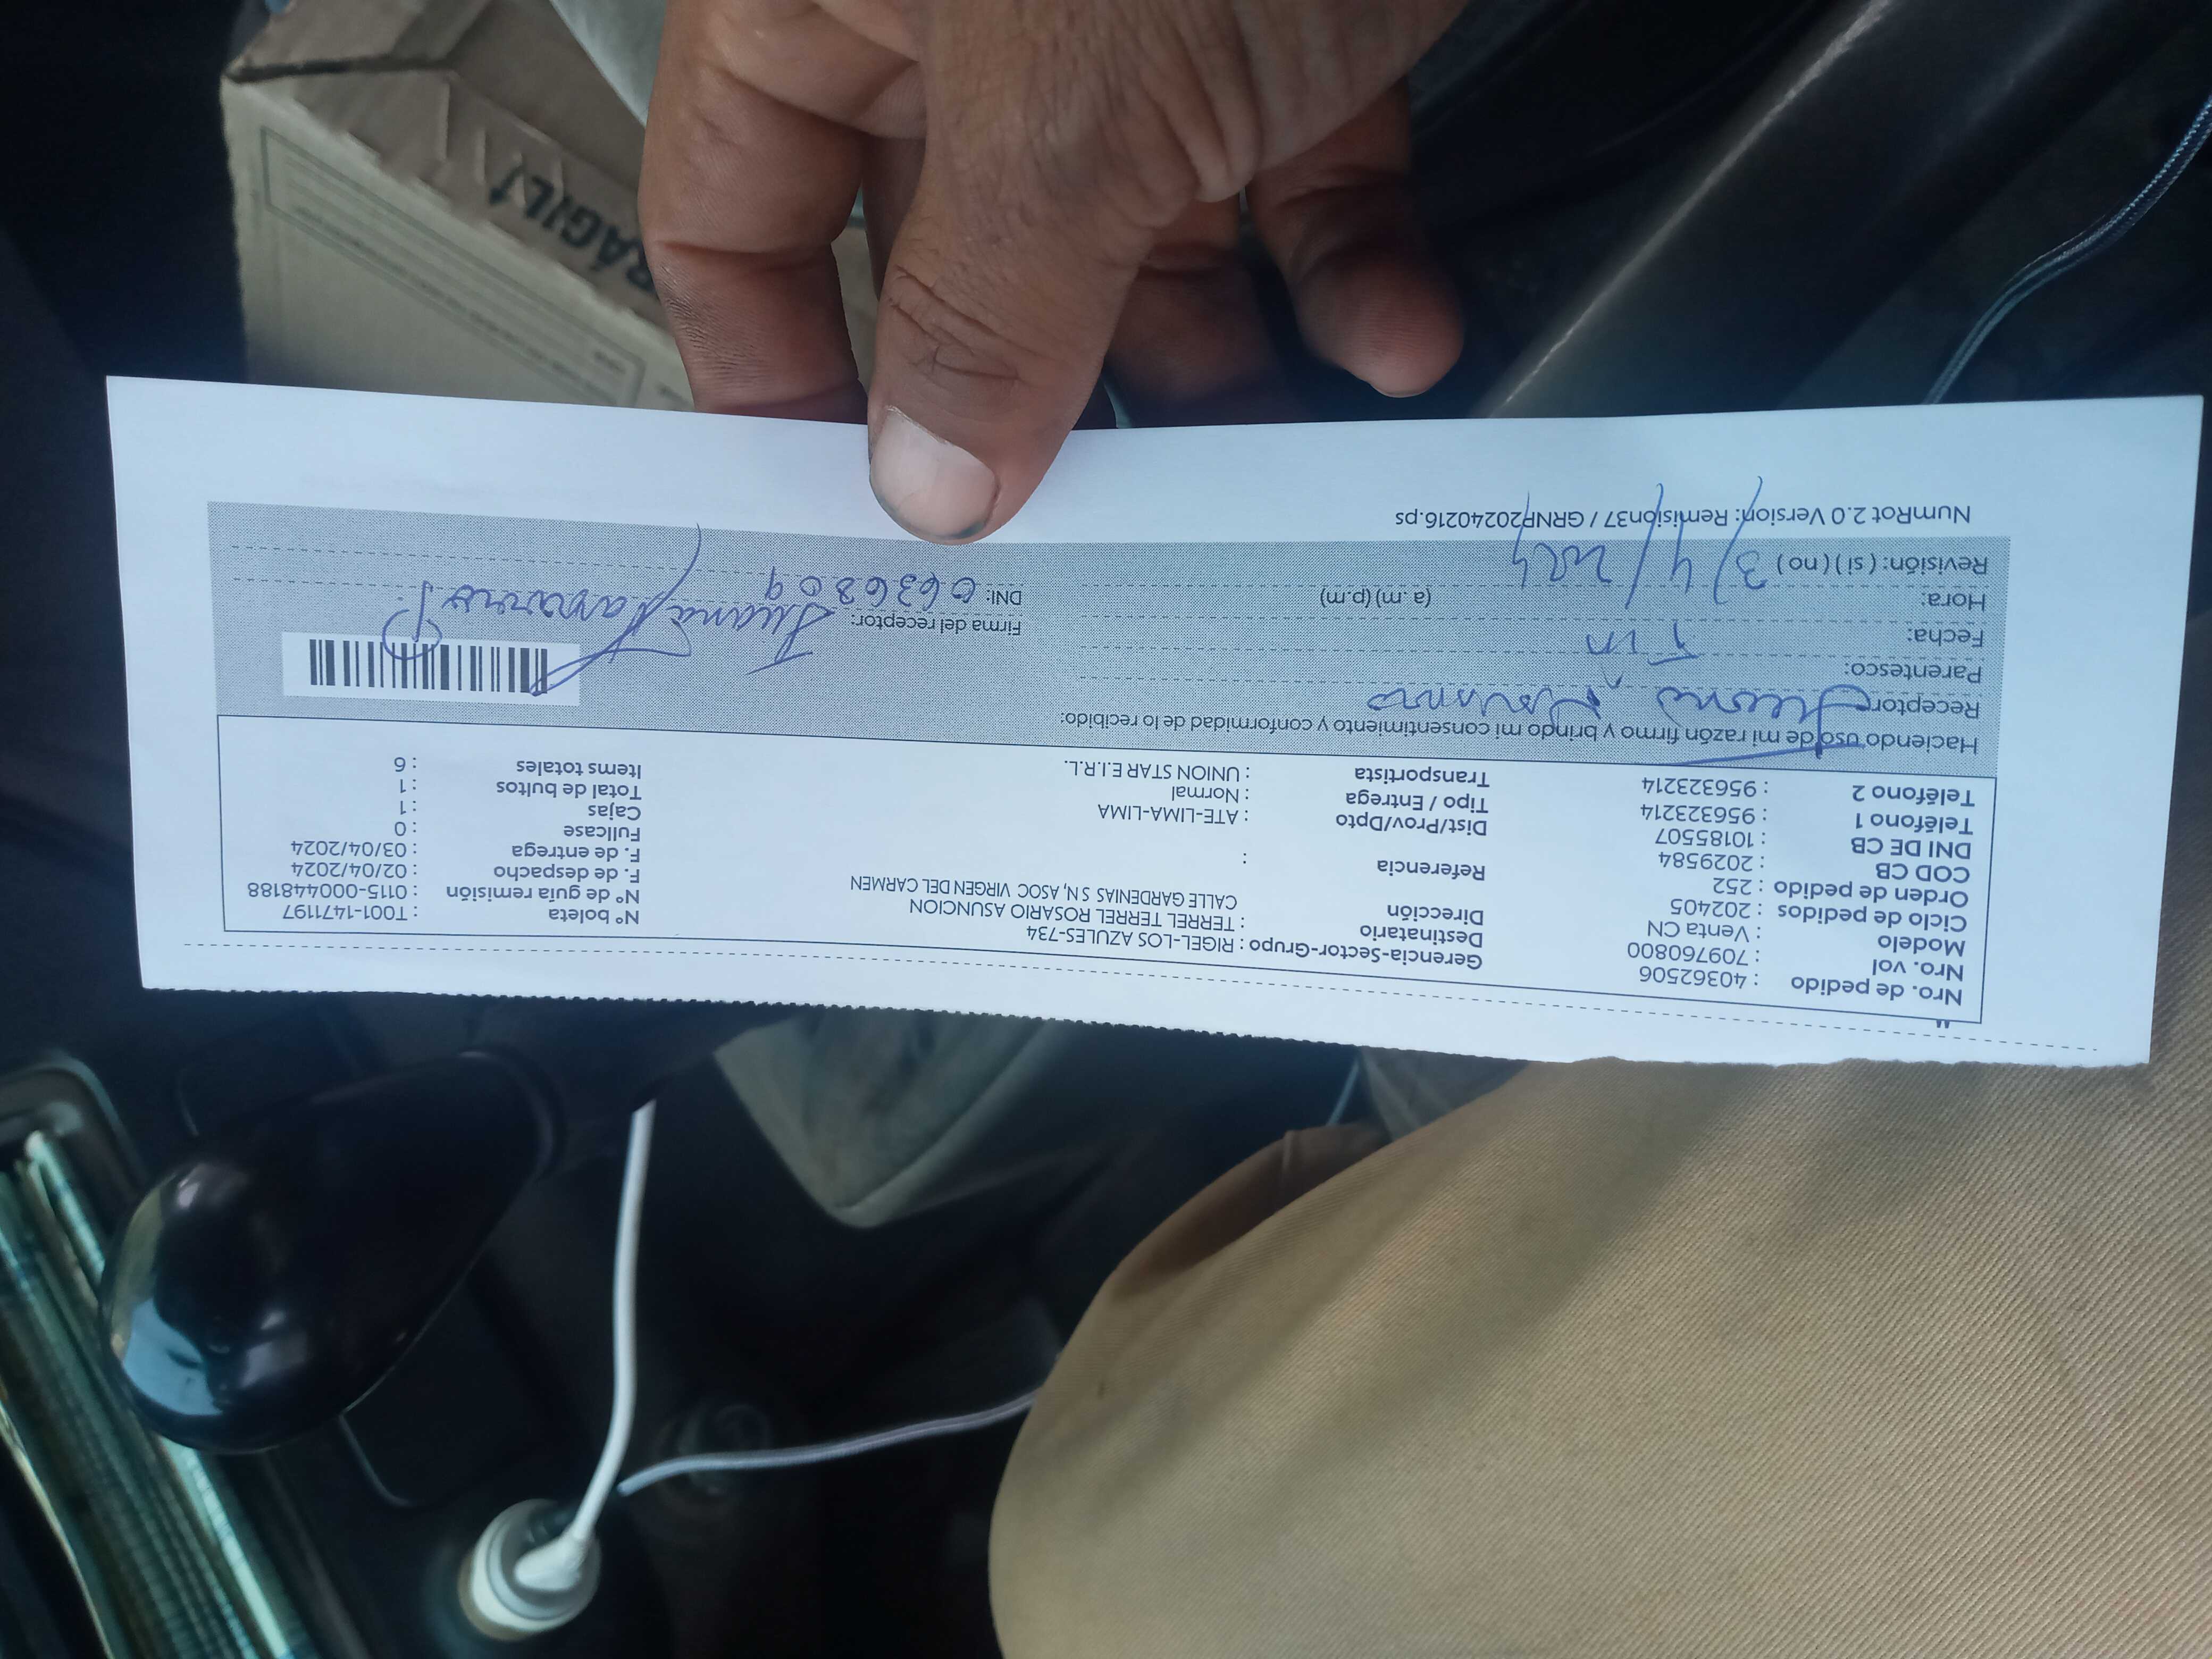 Nro. de pedido : 40362506
Nro. vol : 709760800
Modelo : Venta CN
Ciclo de pedidos : 202405
Orden de pedido : 252
COD CB : 2029584
DNI DE CB : 10185507
Teléfono 1 : 956323214
Teléfono 2 : 956323214
Gerencia-Sector-Grupo : RIGEL-LOS AZULES-734
Destinatario : TERREL TERREL ROSARIO ASUNCION
Dirección CALLE GARDENIAS S N, ASOC VIRGEN DEL CARMEN
Referencia :
Dist/Prov/Dpto : ATE-LIMA-LIMA
Tipo / Entrega : Normal
Transportista : UNION STAR E.I.R.L.
Nº boleta : T001-1471197
Nº de guía remisión : 0115-000448188
F. de despacho : 02/04/2024
F. de entrega : 03/04/2024
Fullcase : 0
Cajas : 1
Total de bultos : 1
Items totales : 6
Haciendo uso de mi razón firmo y brindo mi consentimiento y conformidad de lo recibido:
Receptor
Parentesco:
Fecha:
Hora: (a.m) (p.m)
Revisión: ( si ) ( no ) 3/4/2024
Firma del receptor:
DNI:
NumRot 2.0 Version: Remision37 / GRNP20240216.ps
FRÁGIL!